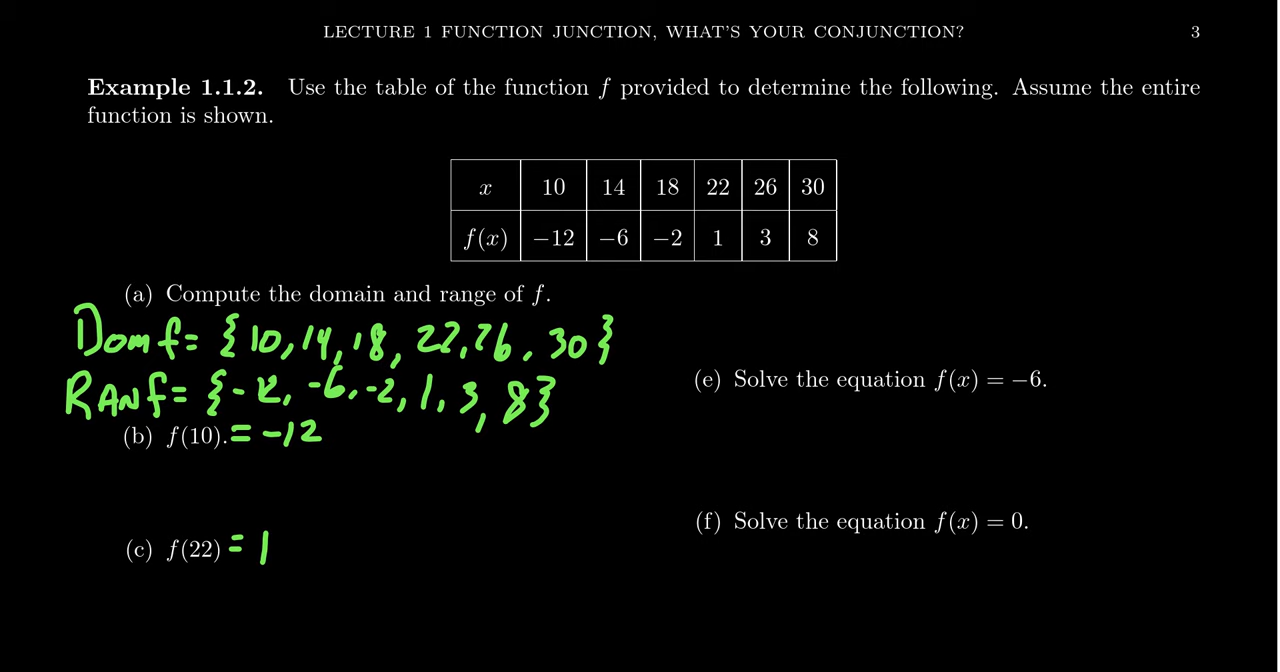 LECTURE 1 FUNCTION JUNCTION, WHAT'S YOUR CONJUNCTION? 3
Example 1.1.2. Use the table of the function f provided to determine the following. Assume the entire
function is shown.
x 10 14 18 22 26 30
f(x) −12 −6 −2 1 3 8
(a) Compute the domain and range of f.
Dom f = {10, 14, 18, 22, 26, 30}
RAN f = {-12, -6, -2, 1, 3, 8}
(b) f(10). = -12
(c) f(22) = 1
(e) Solve the equation f(x) = −6.
(f) Solve the equation f(x) = 0.